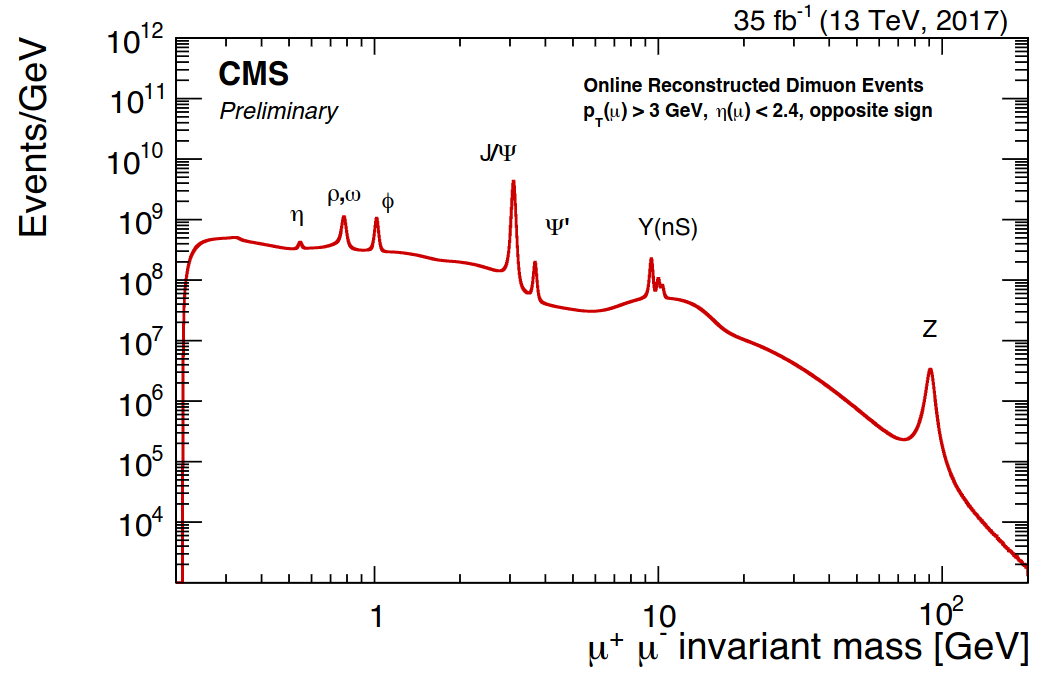 35 fb⁻¹ (13 TeV, 2017)
Events/GeV
10¹²
10¹¹
10¹⁰
10⁹
10⁸
10⁷
10⁶
10⁵
10⁴
CMS
Preliminary
Online Reconstructed Dimuon Events
p_T(μ) > 3 GeV, η(μ) < 2.4, opposite sign
η
ρ,ω
ϕ
J/Ψ
Ψ'
Υ(nS)
Z
1
10
10²
μ⁺ μ⁻ invariant mass [GeV]